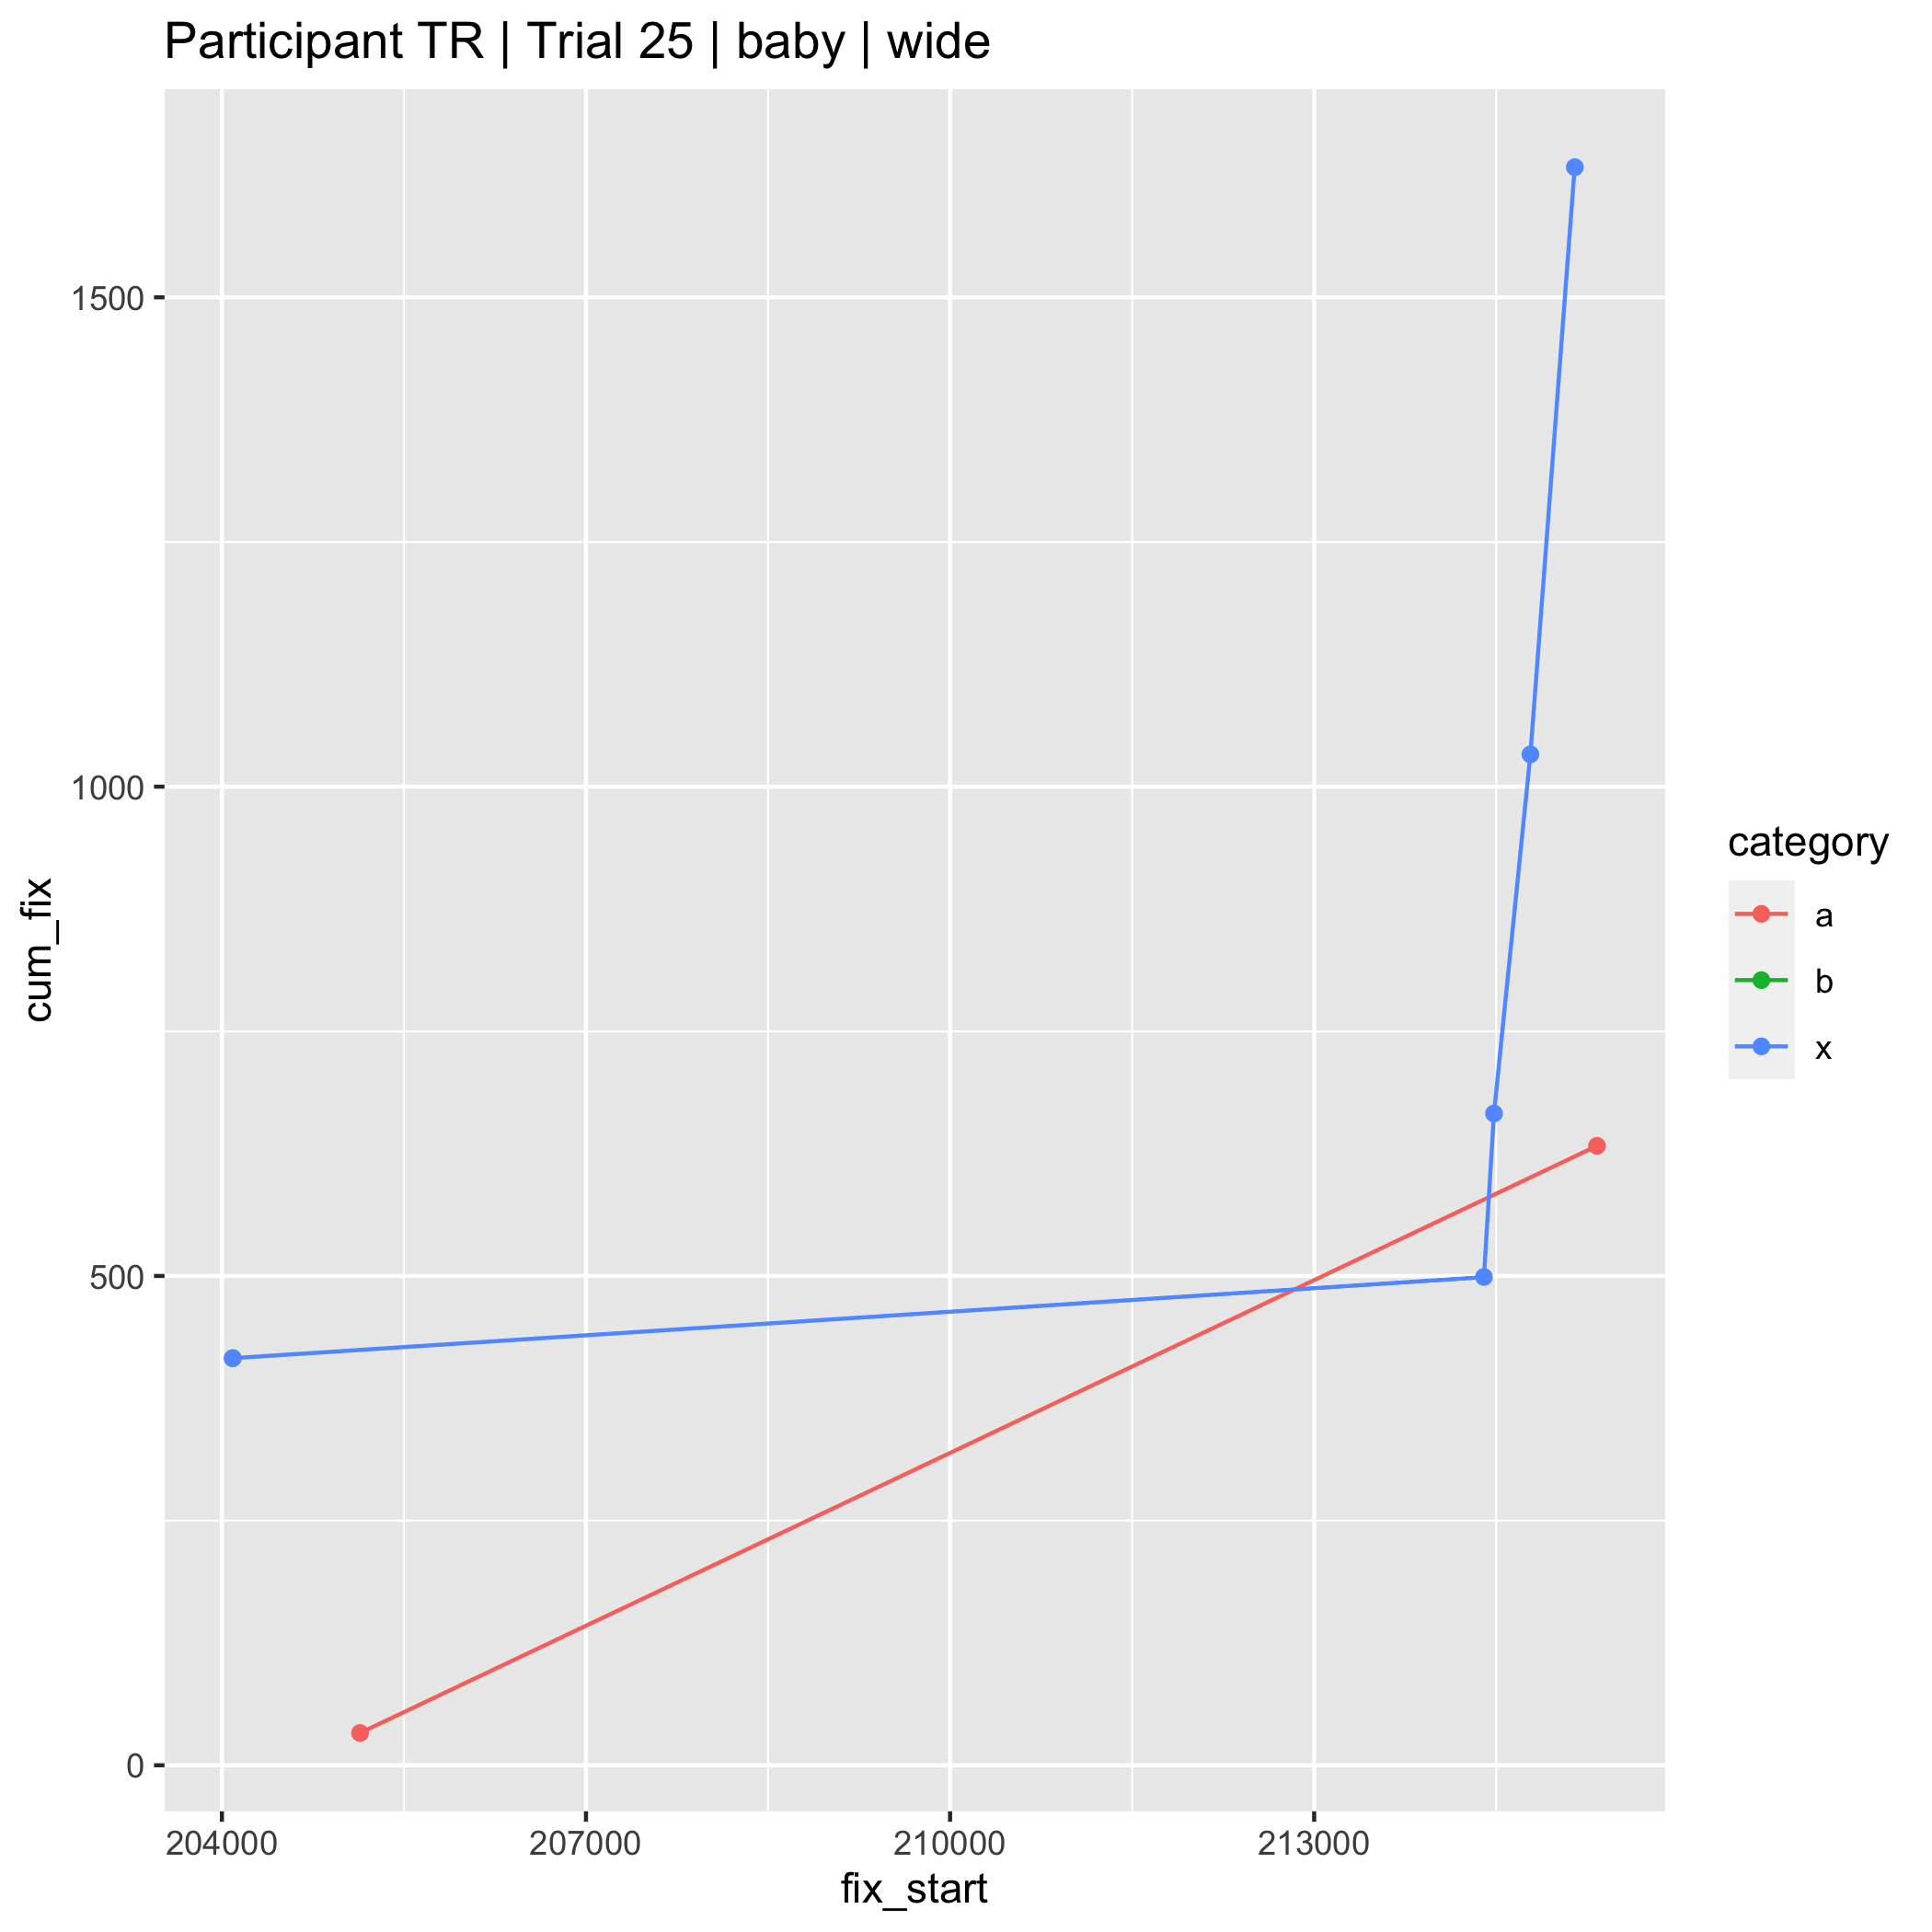 Participant TR | Trial 25 | baby | wide
1500
1000
500
0
cum_fix
204000
207000
210000
213000
fix_start
category
a
b
x